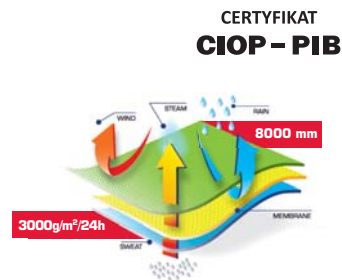 CERTYFIKAT
CIOP – PIB
STEAM
RAIN
WIND
8000 mm
3000g/m²/24h
MEMBRANE
SWEAT